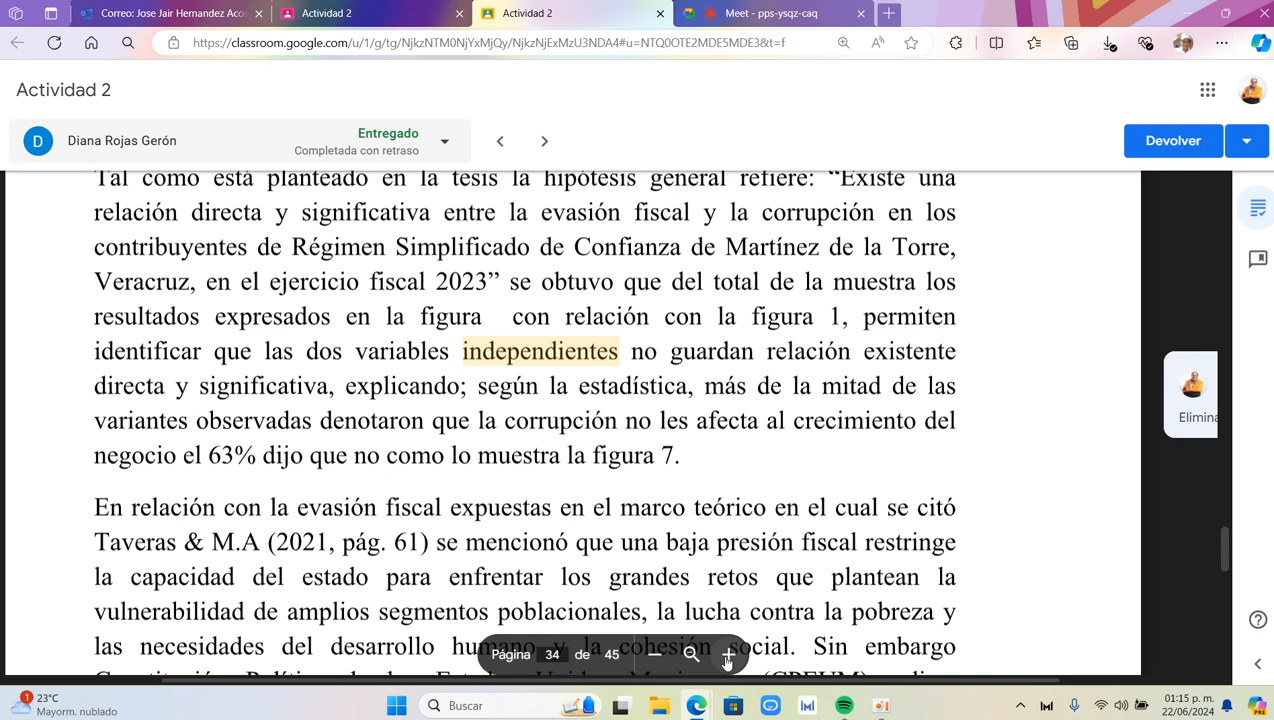 Correo: Jose Jair Hernandez Aco
Actividad 2
Actividad 2
Meet - pps-ysqz-caq
https://classroom.google.com/u/1/g/tg/NjkzNTM0NjYxMjQy/NjkzNjExMzU3NDA4#u=NTQ0OTE2MDE5MDE3&t=f
Actividad 2
D
Diana Rojas Gerón
Entregado
Completada con retraso
Devolver
Tal como está planteado en la tesis la hipótesis general refiere: “Existe una
relación directa y significativa entre la evasión fiscal y la corrupción en los
contribuyentes de Régimen Simplificado de Confianza de Martínez de la Torre,
Veracruz, en el ejercicio fiscal 2023” se obtuvo que del total de la muestra los
resultados expresados en la figura con relación con la figura 1, permiten
identificar que las dos variables independientes no guardan relación existente
directa y significativa, explicando; según la estadística, más de la mitad de las
variantes observadas denotaron que la corrupción no les afecta al crecimiento del
negocio el 63% dijo que no como lo muestra la figura 7.
Elimina
En relación con la evasión fiscal expuestas en el marco teórico en el cual se citó
Taveras & M.A (2021, pág. 61) se mencionó que una baja presión fiscal restringe
la capacidad del estado para enfrentar los grandes retos que plantean la
vulnerabilidad de amplios segmentos poblacionales, la lucha contra la pobreza y
las necesidades del desarrollo humano y la cohesión social. Sin embargo
Página 34 de 45
1
23°C
Mayorm. nublado
Buscar
01:15 p. m.
22/06/2024